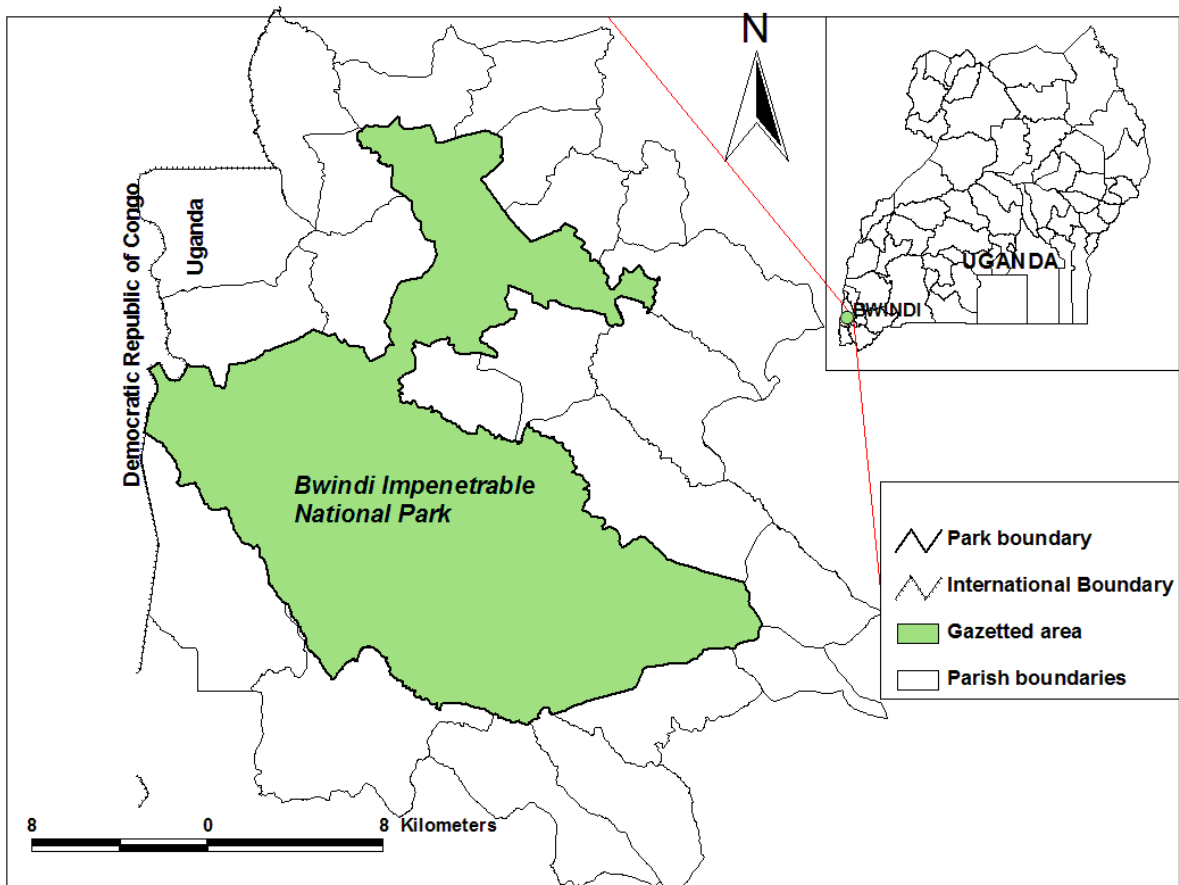 N
UGANDA
BWINDI
Democratic Republic of Congo
Uganda
Bwindi Impenetrable
National Park
Park boundary
International Boundary
Gazetted area
Parish boundaries
8 0 8 Kilometers